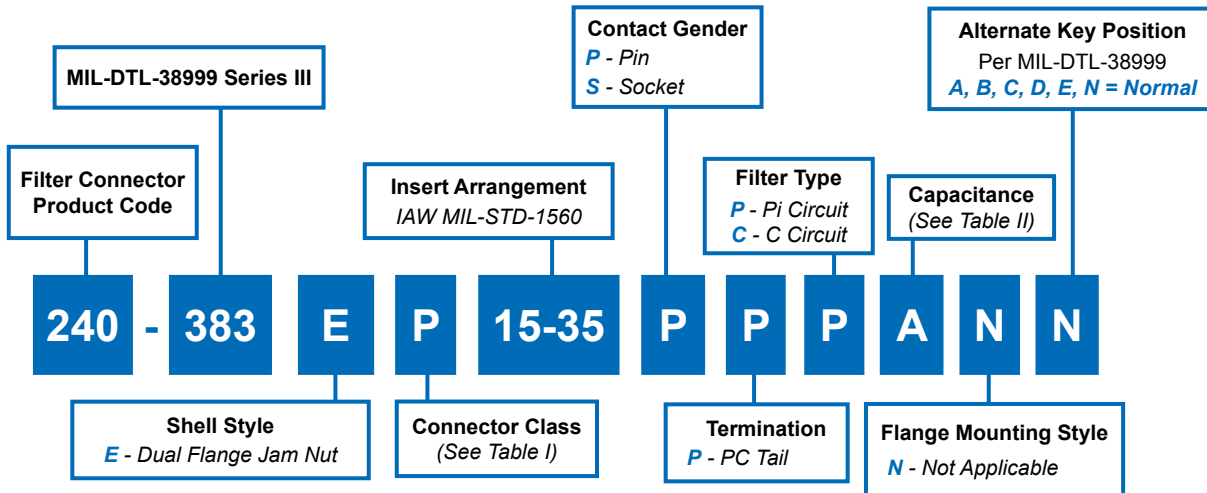 Contact Gender
P - Pin
S - Socket
Alternate Key Position
Per MIL-DTL-38999
A, B, C, D, E, N = Normal
MIL-DTL-38999 Series III
Filter Connector
Product Code
Insert Arrangement
IAW MIL-STD-1560
Filter Type
P - Pi Circuit
C - C Circuit
Capacitance
(See Table II)
240 - 383 E P 15-35 P P P A N N
Shell Style
E - Dual Flange Jam Nut
Connector Class
(See Table I)
Termination
P - PC Tail
Flange Mounting Style
N - Not Applicable